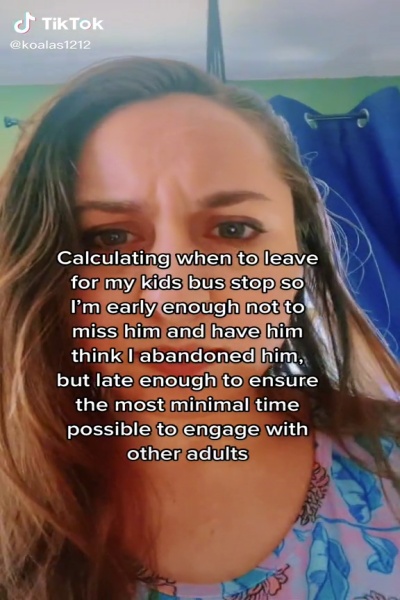 TikTok
@koalas1212
Calculating when to leave
for my kids bus stop so
I'm early enough not to
miss him and have him
think I abandoned him,
but late enough to ensure
the most minimal time
possible to engage with
other adults